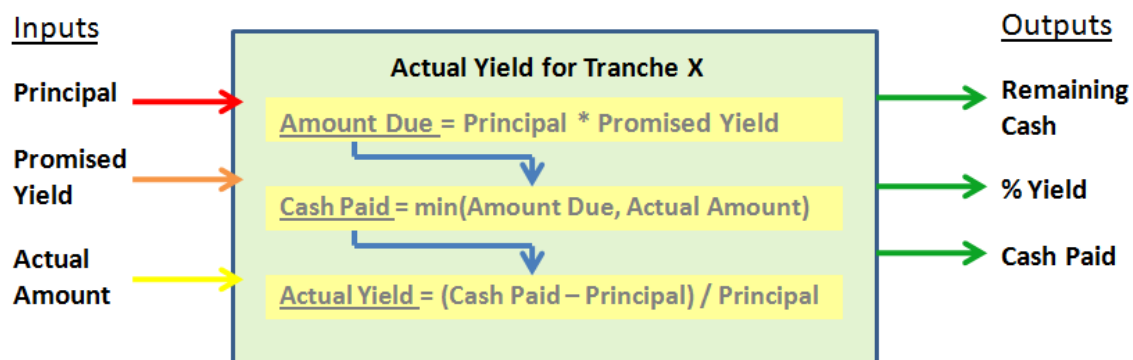 Inputs
Principal
Promised
Yield
Actual
Amount
Actual Yield for Tranche X
Amount Due = Principal * Promised Yield
Cash Paid = min(Amount Due, Actual Amount)
Actual Yield = (Cash Paid – Principal) / Principal
Outputs
Remaining
Cash
% Yield
Cash Paid